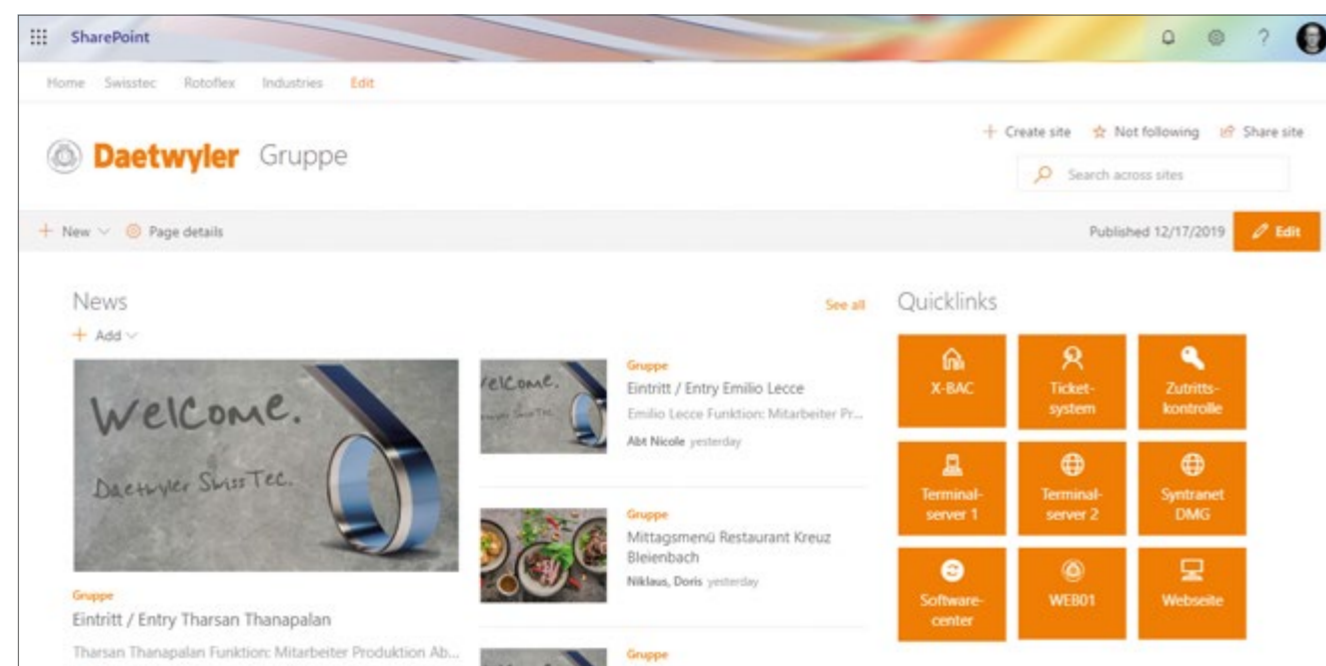 SharePoint
Home Swisstec Rotoflex Industries Edit
Create site Not following Share site
Daetwyler Gruppe
Search across sites
New Page details
Published 12/17/2019 Edit
News
See all
Add
Welcome.
Daetwyler SwissTec.
Gruppe
Eintritt / Entry Tharsan Thanapalan
Tharsan Thanapalan Funktion: Mitarbeiter Produktion Ab...
Welcome.
Gruppe
Eintritt / Entry Emilio Lecce
Emilio Lecce Funktion: Mitarbeiter Pr...
Abt Nicole yesterday
Gruppe
Mittagsmenü Restaurant Kreuz
Bleienbach
Niklaus, Doris yesterday
Gruppe
Quicklinks
X-BAC
Ticket-
system
Zutritts-
kontrolle
Terminal-
server 1
Terminal-
server 2
Syntranet
DMG
Software-
center
WEB01
Webseite